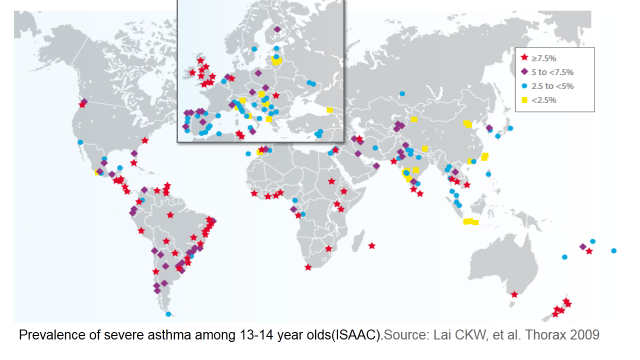 ≥7.5%
5 to <7.5%
2.5 to <5%
<2.5%
Prevalence of severe asthma among 13-14 year olds(ISAAC).Source: Lai CKW, et al. Thorax 2009